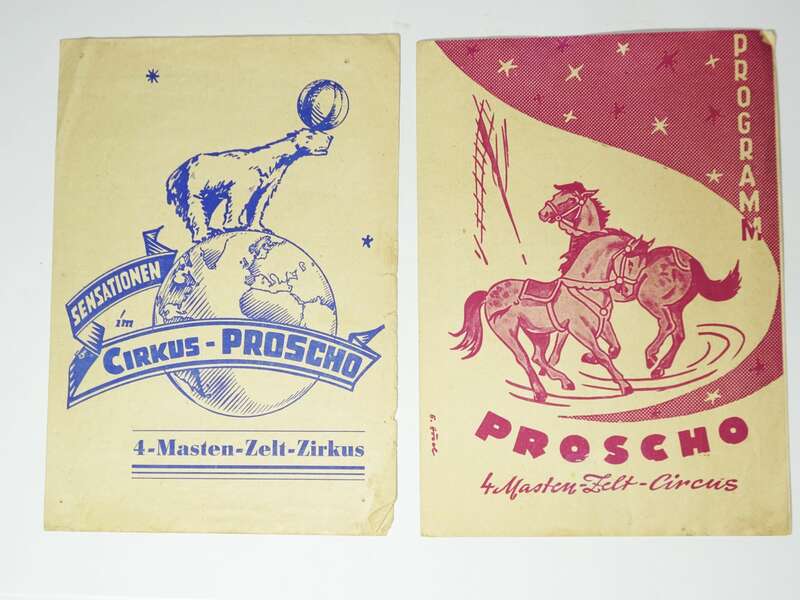 SENSATIONEN
im
CIRKUS-PROSCHO
4-Masten-Zelt-Zirkus
PROGRAMM
PROSCHO
4 Masten-Zelt-Circus